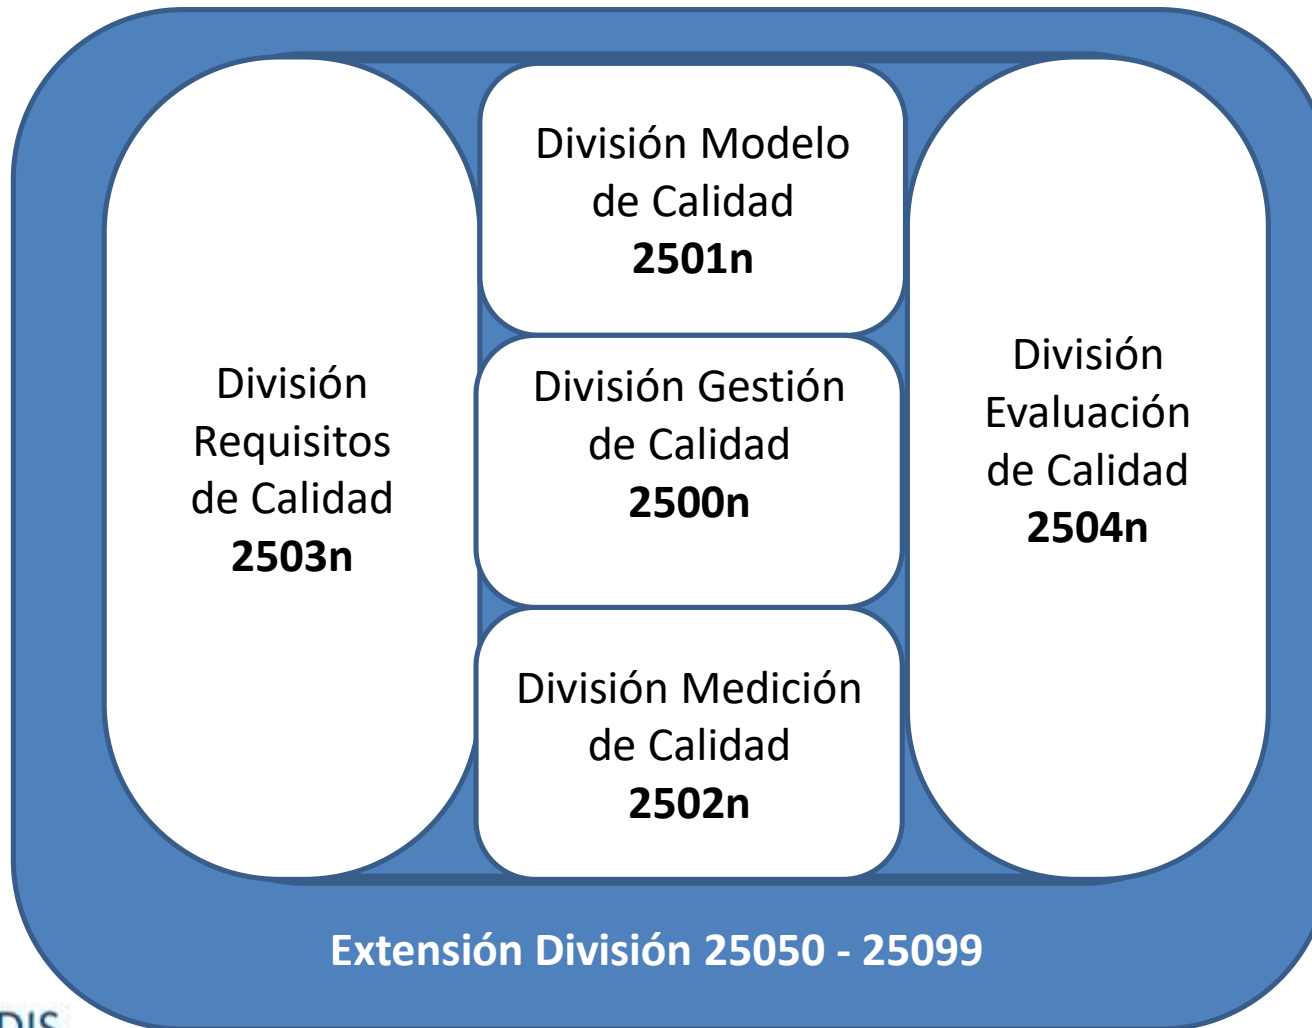 División Modelo
de Calidad
2501n
División
Requisitos
de Calidad
2503n
División Gestión
de Calidad
2500n
División
Evaluación
de Calidad
2504n
División Medición
de Calidad
2502n
Extensión División 25050 - 25099